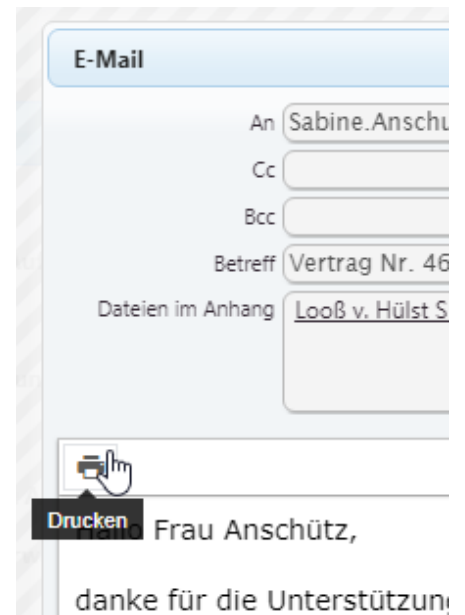 E-Mail
An Sabine.Anschu
Cc
Bcc
Betreff Vertrag Nr. 46
Dateien im Anhang Looß v. Hülst S
Drucken
Hallo Frau Anschütz,
danke für die Unterstützung